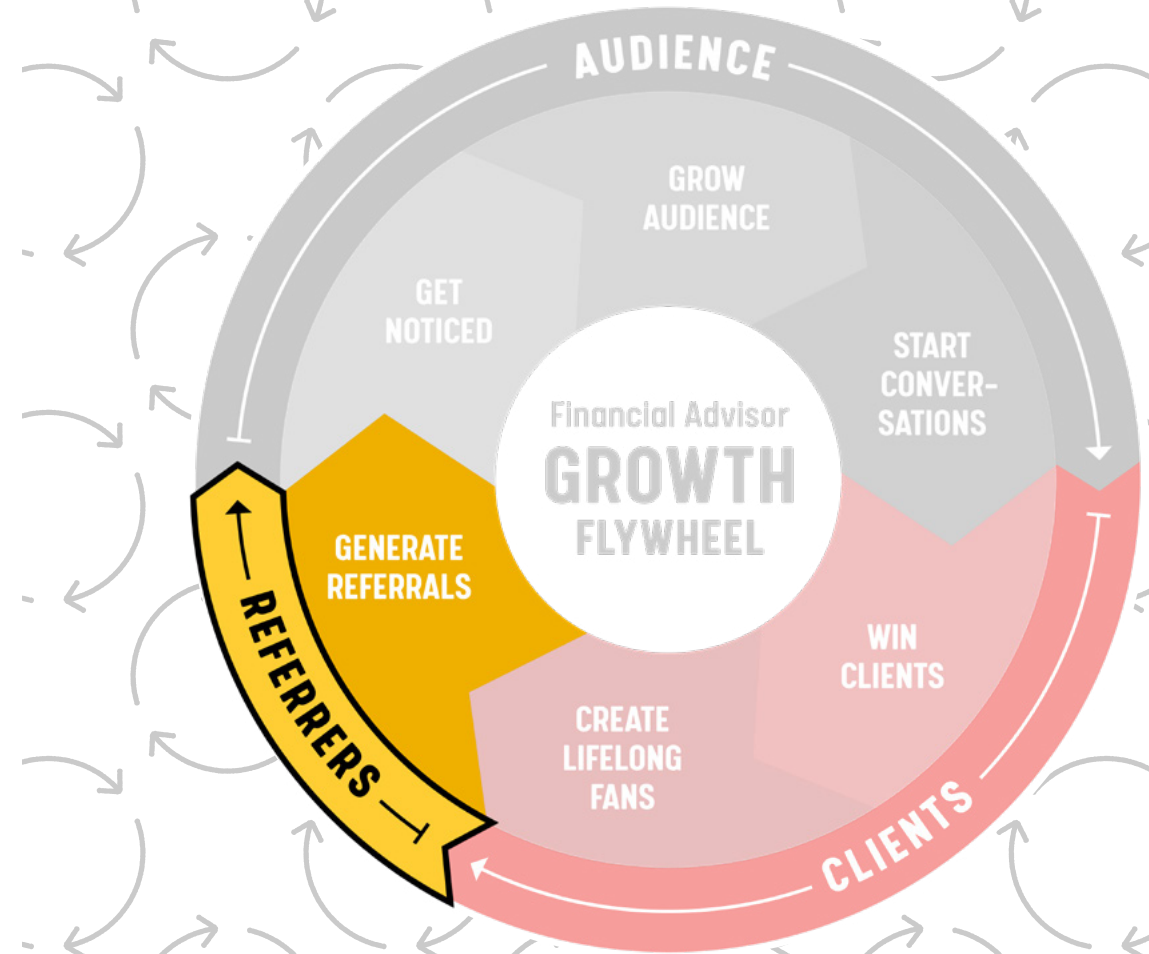 AUDIENCE
GROW
AUDIENCE
GET
NOTICED
START
CONVER-
SATIONS
Financial Advisor
GROWTH
FLYWHEEL
GENERATE
REFERRALS
REFERRERS
WIN
CLIENTS
CREATE
LIFELONG
FANS
CLIENTS